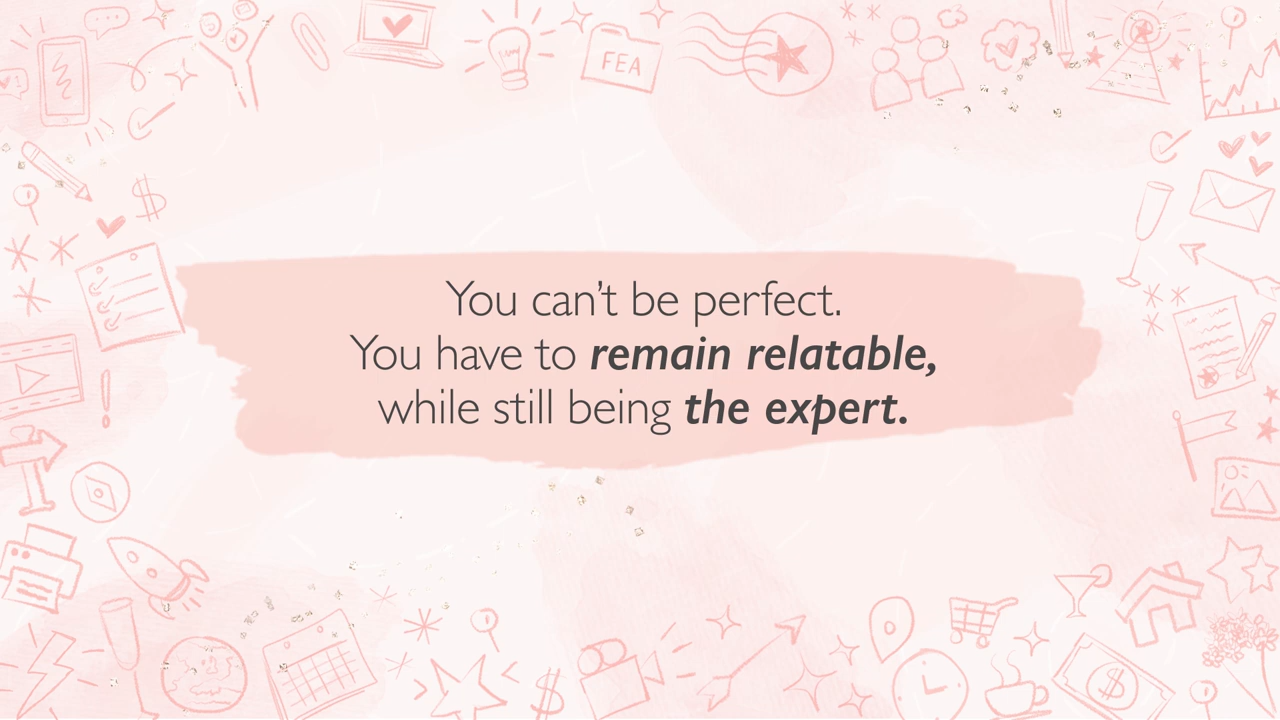 FEA
You can't be perfect.
You have to remain relatable,
while still being the expert.